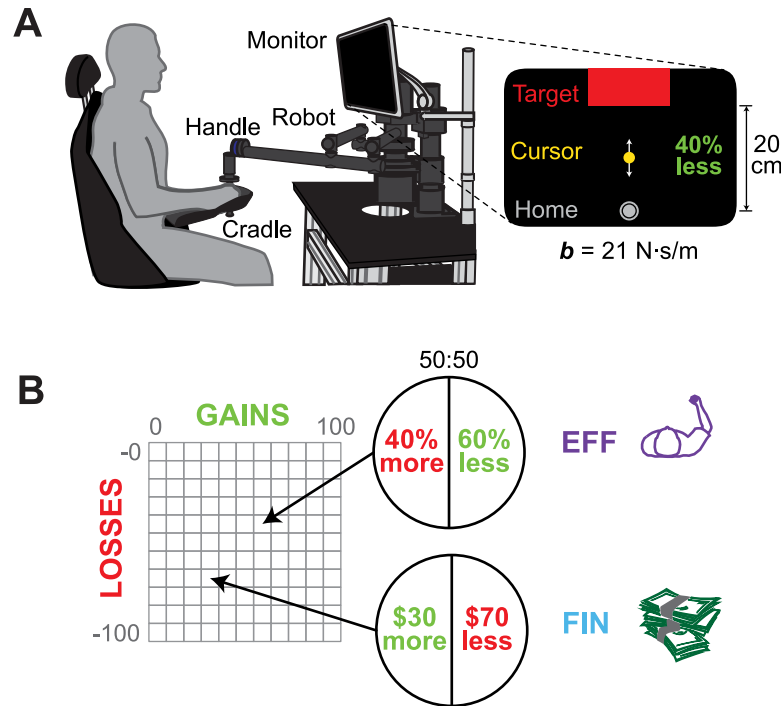 A
Monitor
Robot
Handle
Cradle
Target
Cursor
40%
less
Home
20
cm
b = 21 N·s/m
B
50:50
GAINS
0
100
-0
LOSSES
-100
40%
more
60%
less
EFF
$30
more
$70
less
FIN